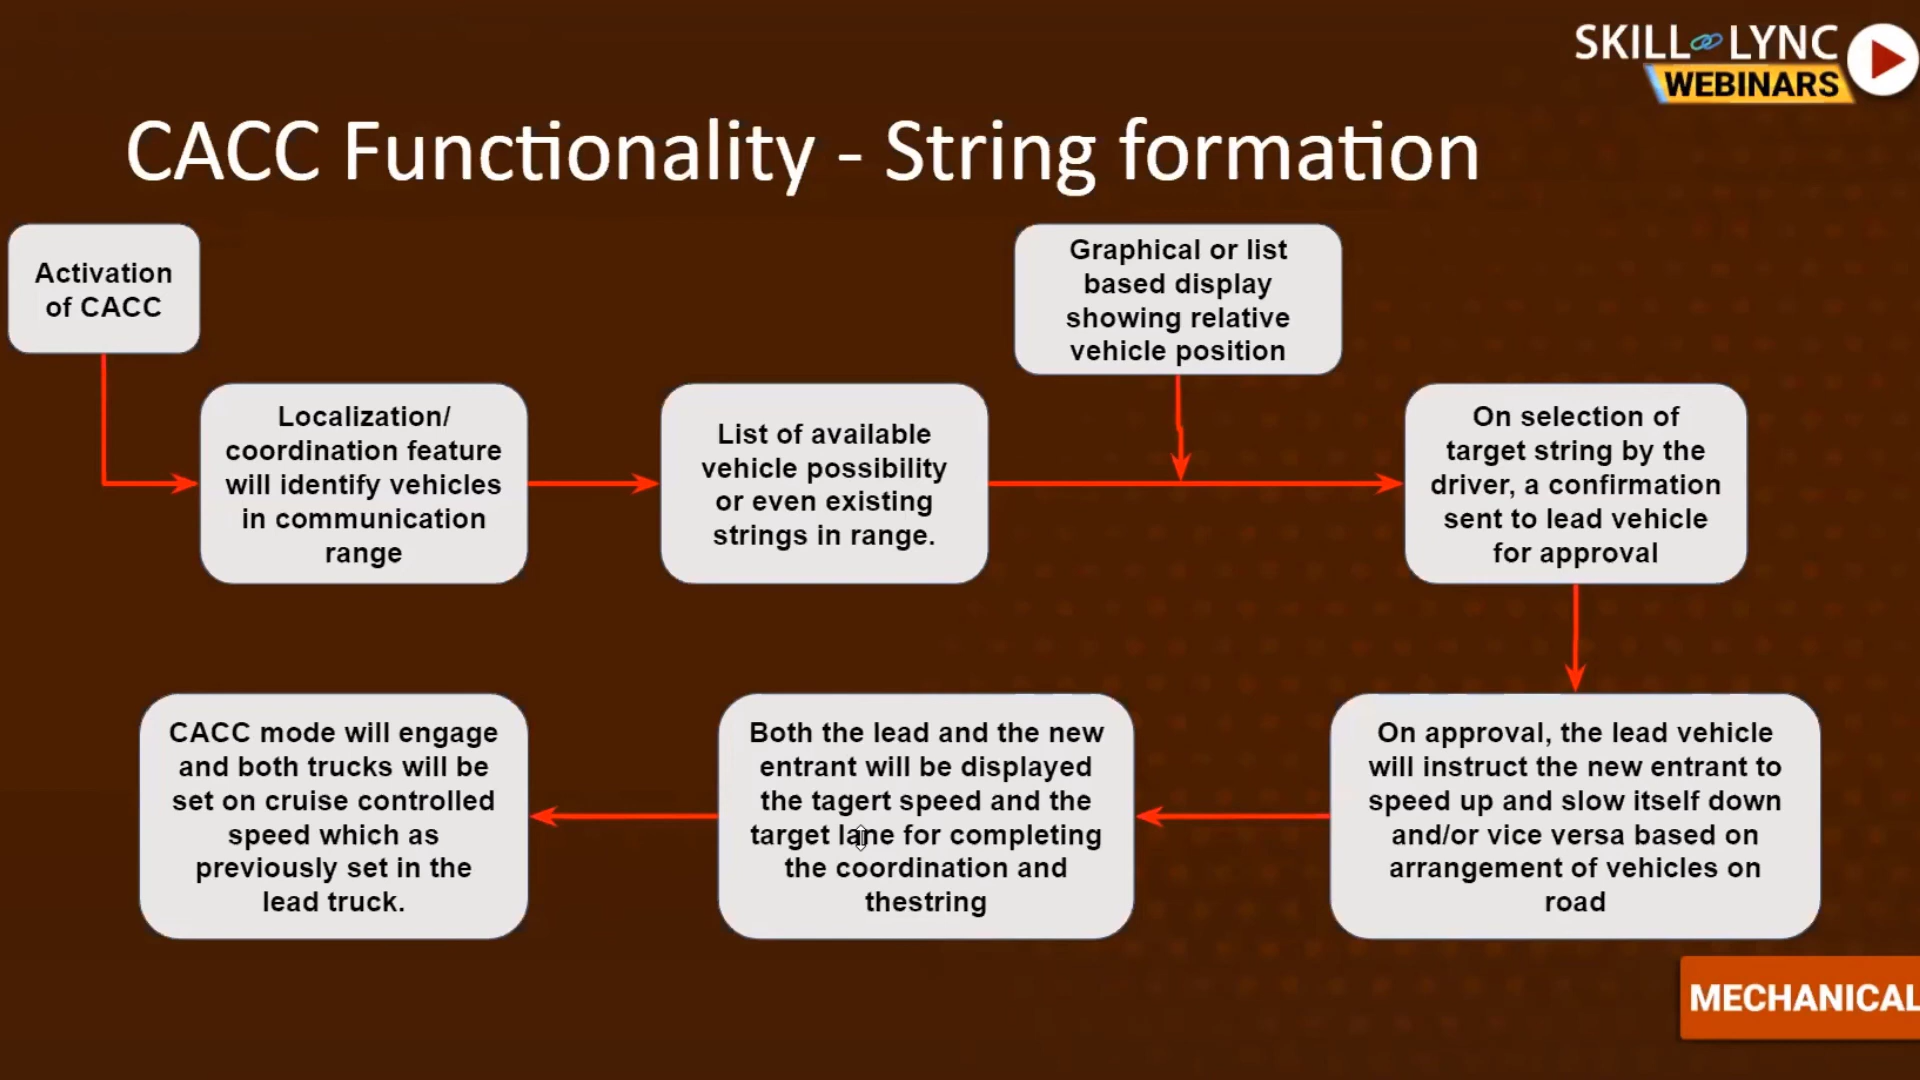 SKILL LYNC
WEBINARS
CACC Functionality - String formation
Activation
of CACC
Localization/
coordination feature
will identify vehicles
in communication
range
List of available
vehicle possibility
or even existing
strings in range.
Graphical or list
based display
showing relative
vehicle position
On selection of
target string by the
driver, a confirmation
sent to lead vehicle
for approval
On approval, the lead vehicle
will instruct the new entrant to
speed up and slow itself down
and/or vice versa based on
arrangement of vehicles on
road
Both the lead and the new
entrant will be displayed
the tagert speed and the
target lane for completing
the coordination and
thestring
CACC mode will engage
and both trucks will be
set on cruise controlled
speed which as
previously set in the
lead truck.
MECHANICAL